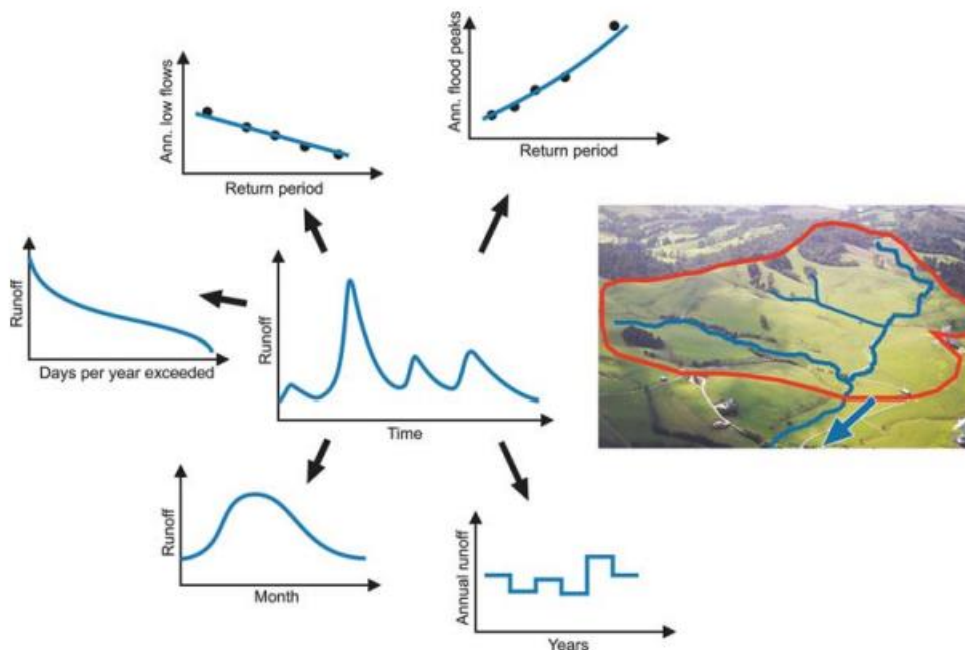 Ann. low flows
Return period
Ann. flood peaks
Return period
Runoff
Days per year exceeded
Runoff
Time
Runoff
Month
Annual runoff
Years